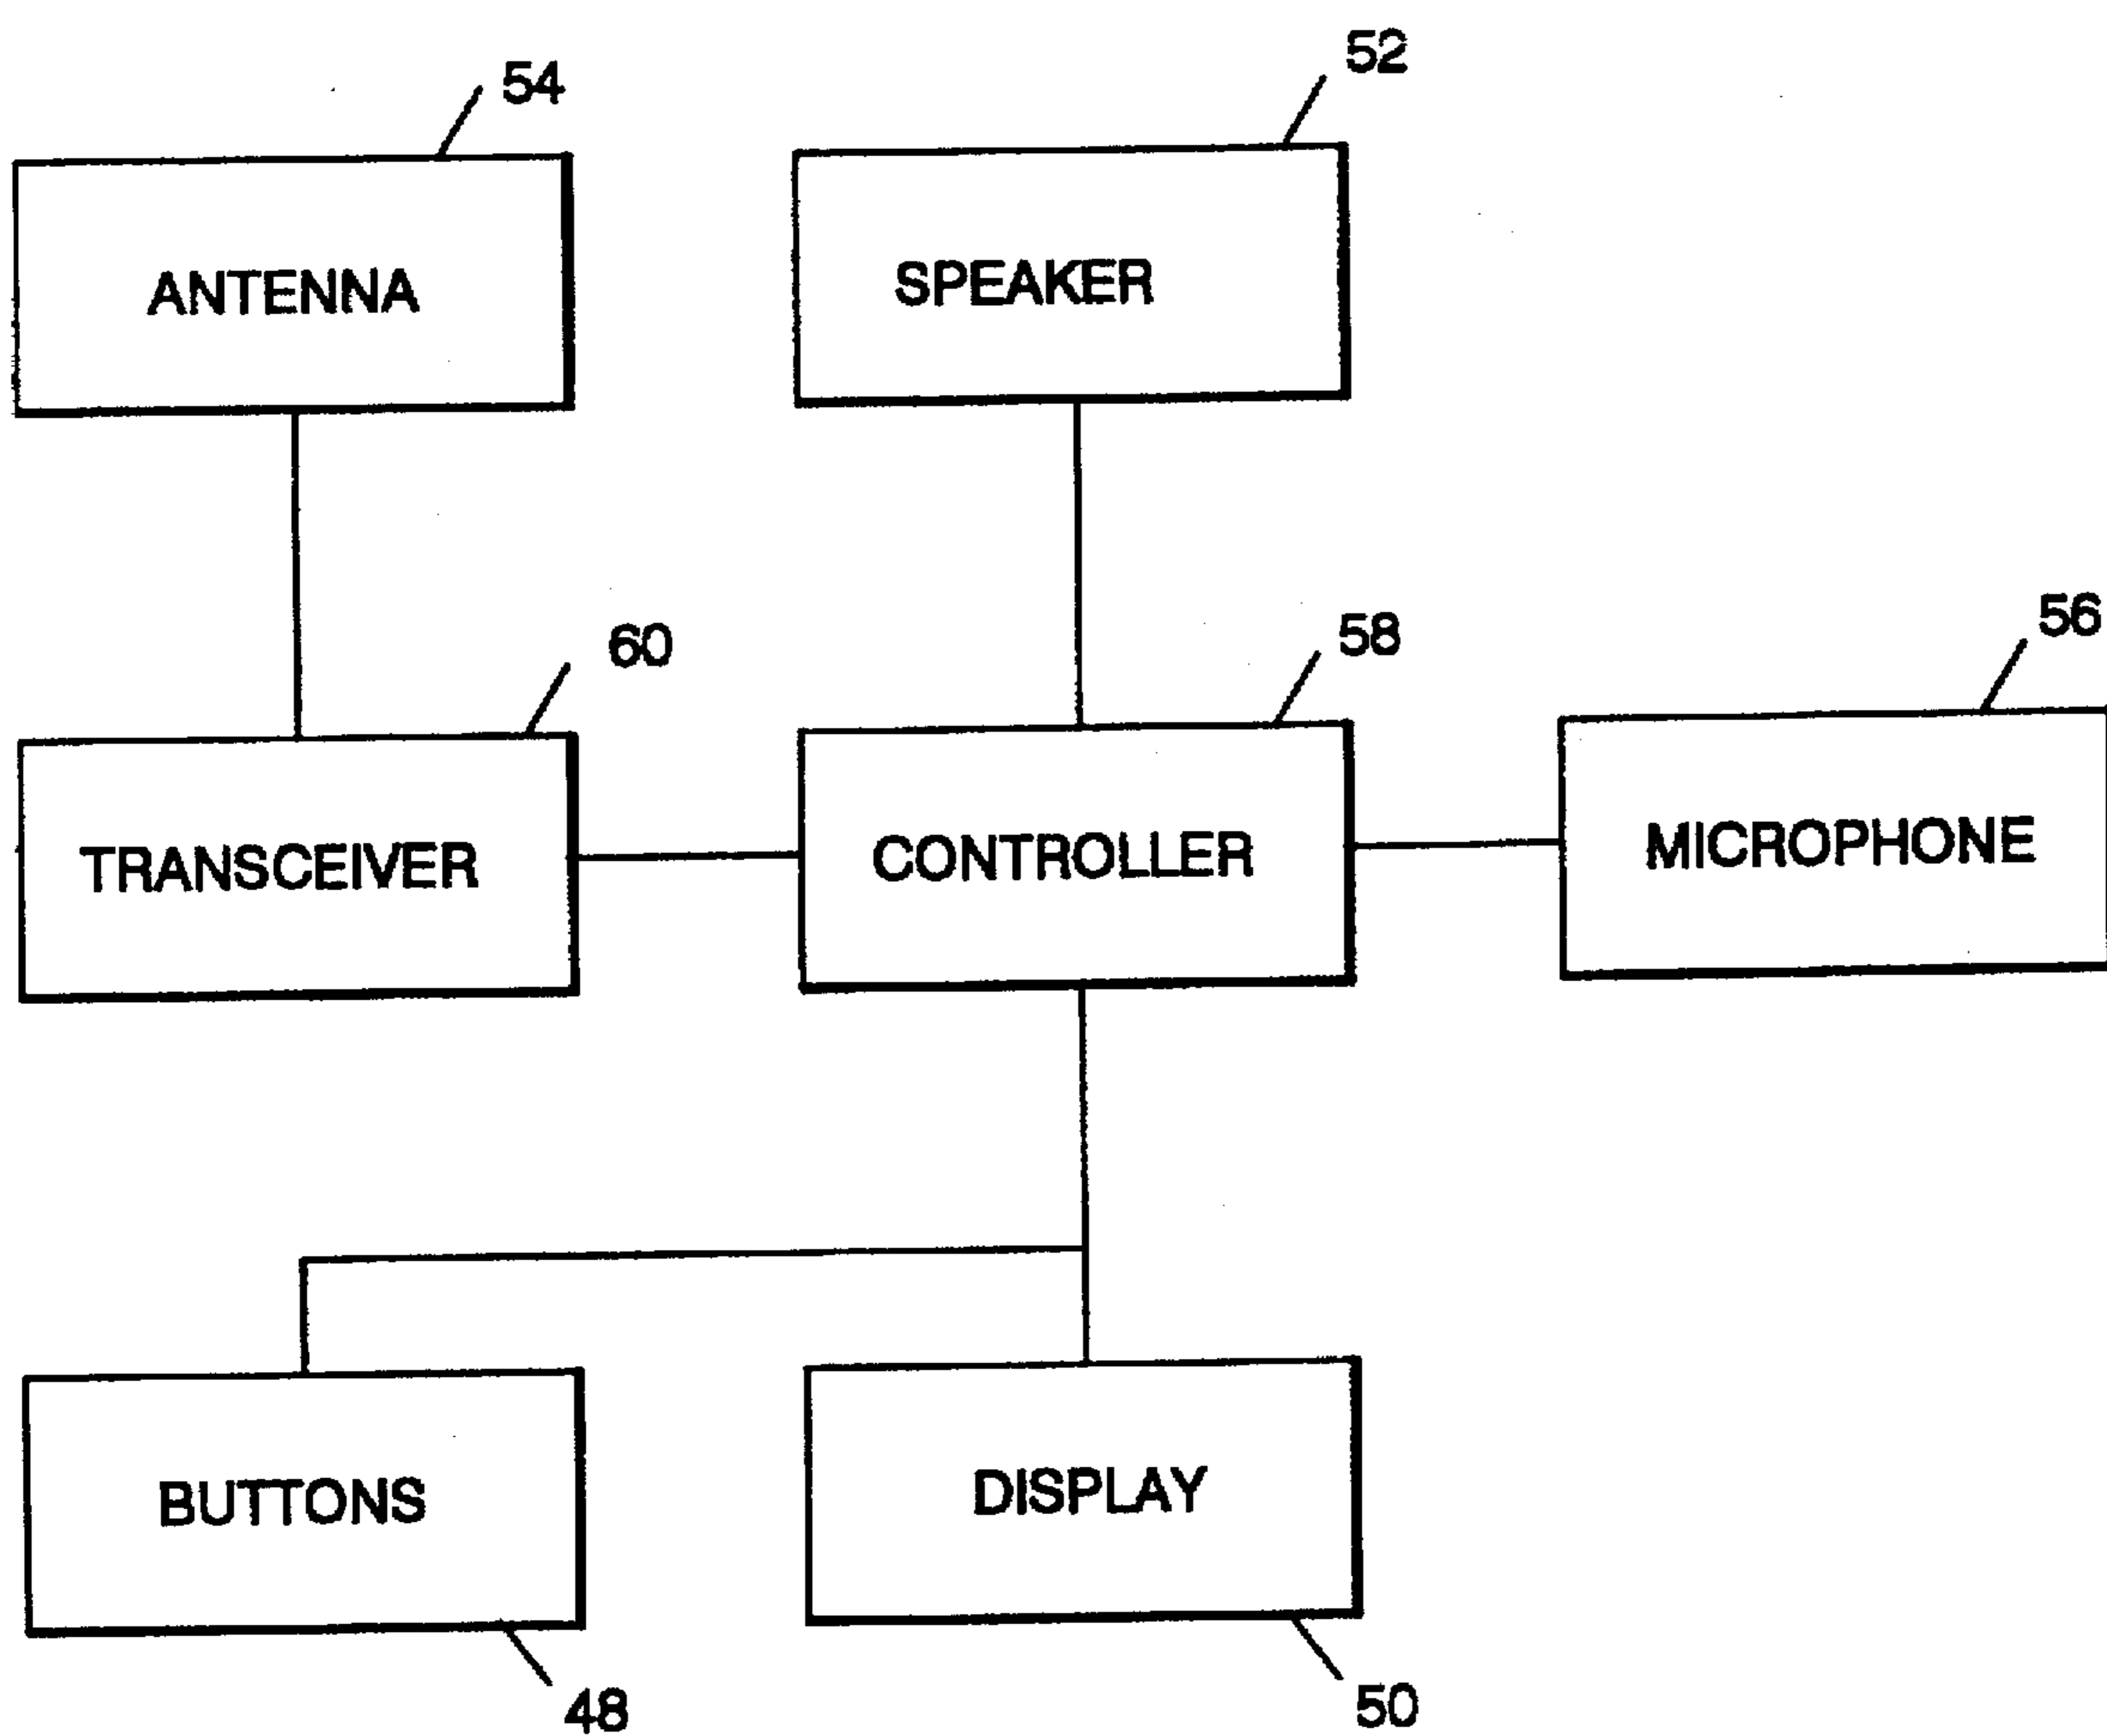 54
52
ANTENNA
SPEAKER
60
58
56
TRANSCEIVER
CONTROLLER
MICROPHONE
BUTTONS
DISPLAY
48
50